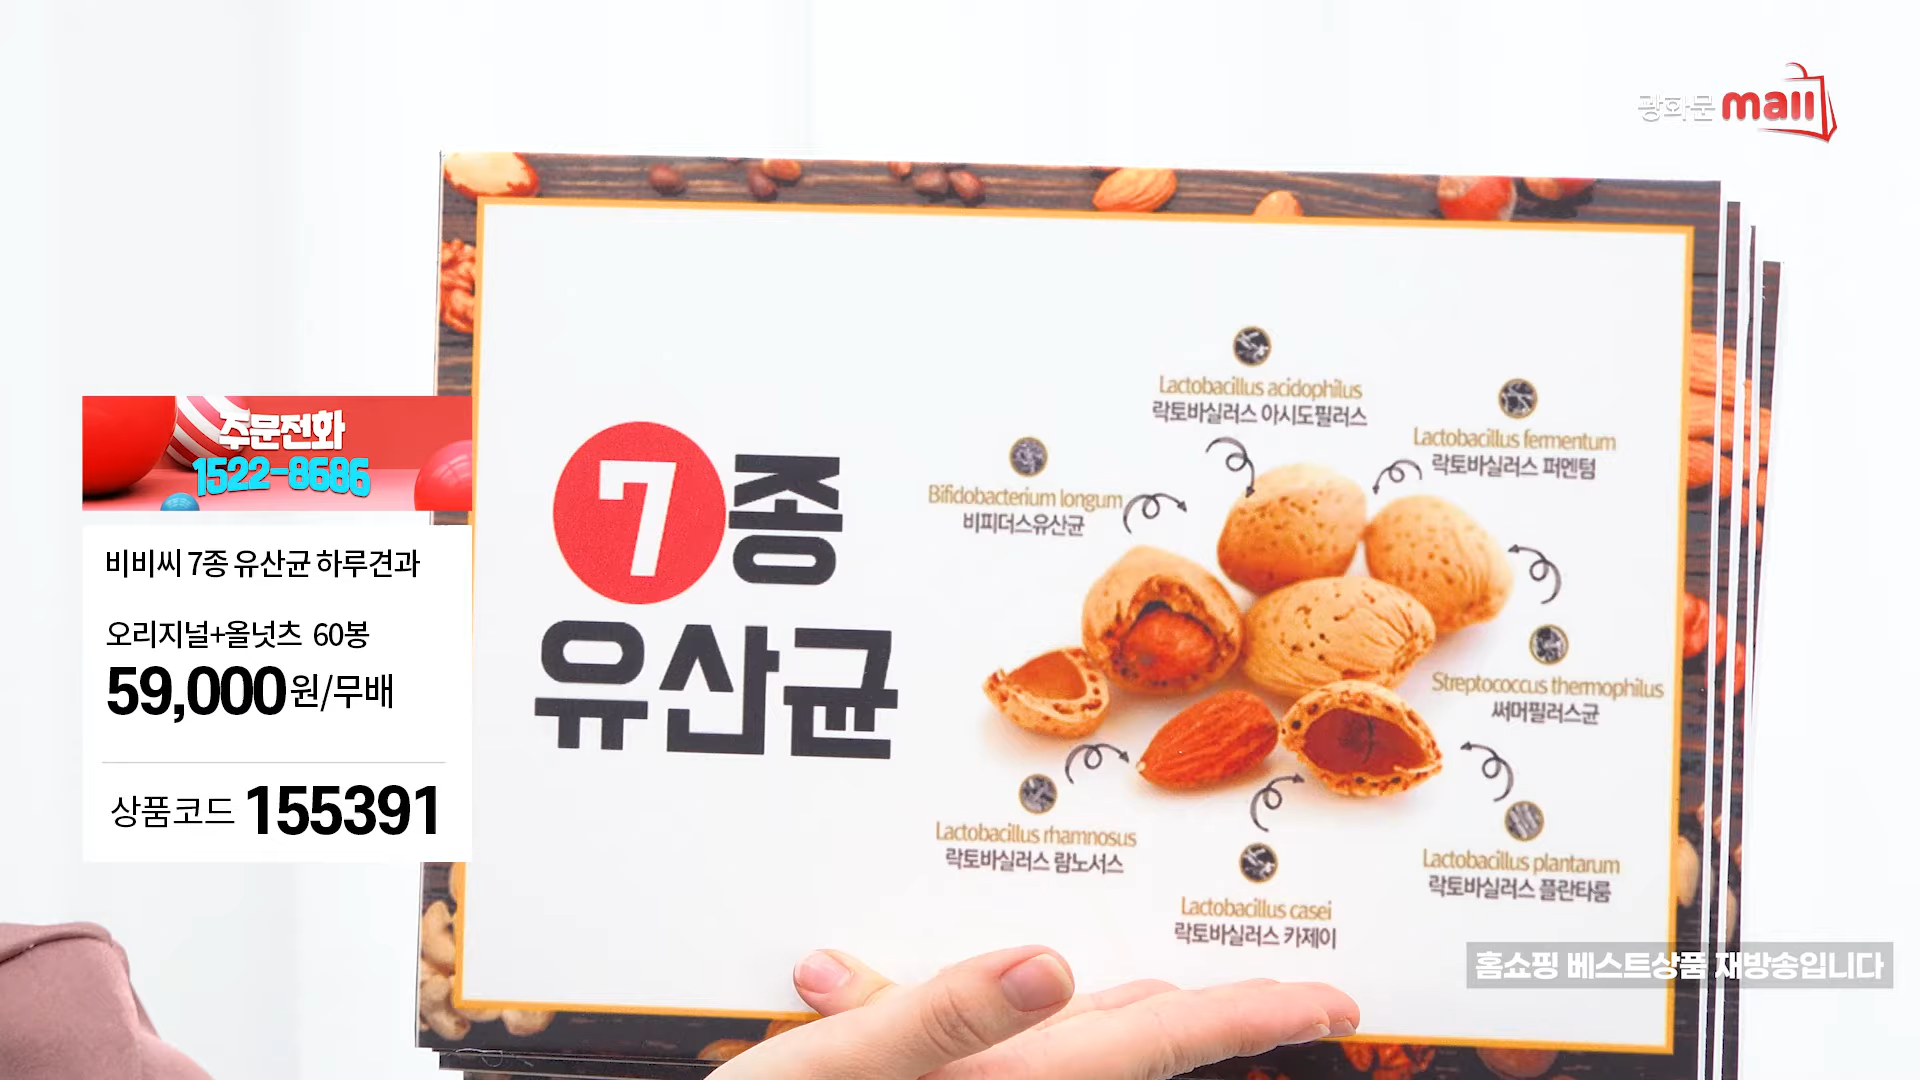 광화문 mall
주문전화
1522-8686
비비씨 7종 유산균 하루견과
오리지널+올넛츠 60봉
59,000원/무배
상품코드 155391
7종
유산균
Lactobacillus acidophilus
락토바실러스 아시도필러스
Lactobacillus fermentum
락토바실러스 퍼멘텀
Bifidobacterium longum
비피더스유산균
Streptococcus thermophilus
써머필러스균
Lactobacillus rhamnosus
락토바실러스 람노서스
Lactobacillus plantarum
락토바실러스 플란타룸
Lactobacillus casei
락토바실러스 카제이
홈쇼핑 베스트상품 재방송입니다